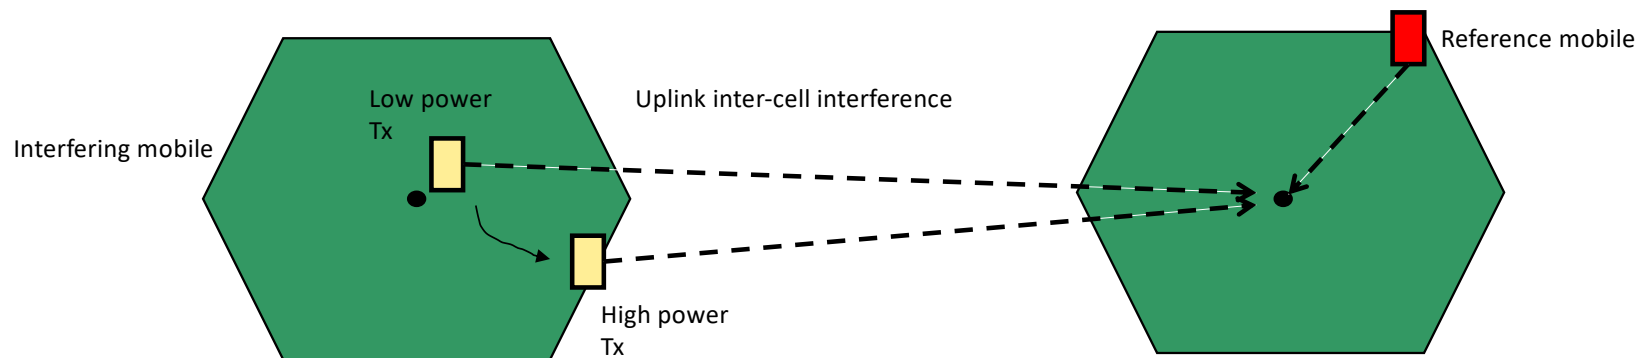 Reference mobile
Low power
Tx
Uplink inter-cell interference
Interfering mobile
High power
Tx